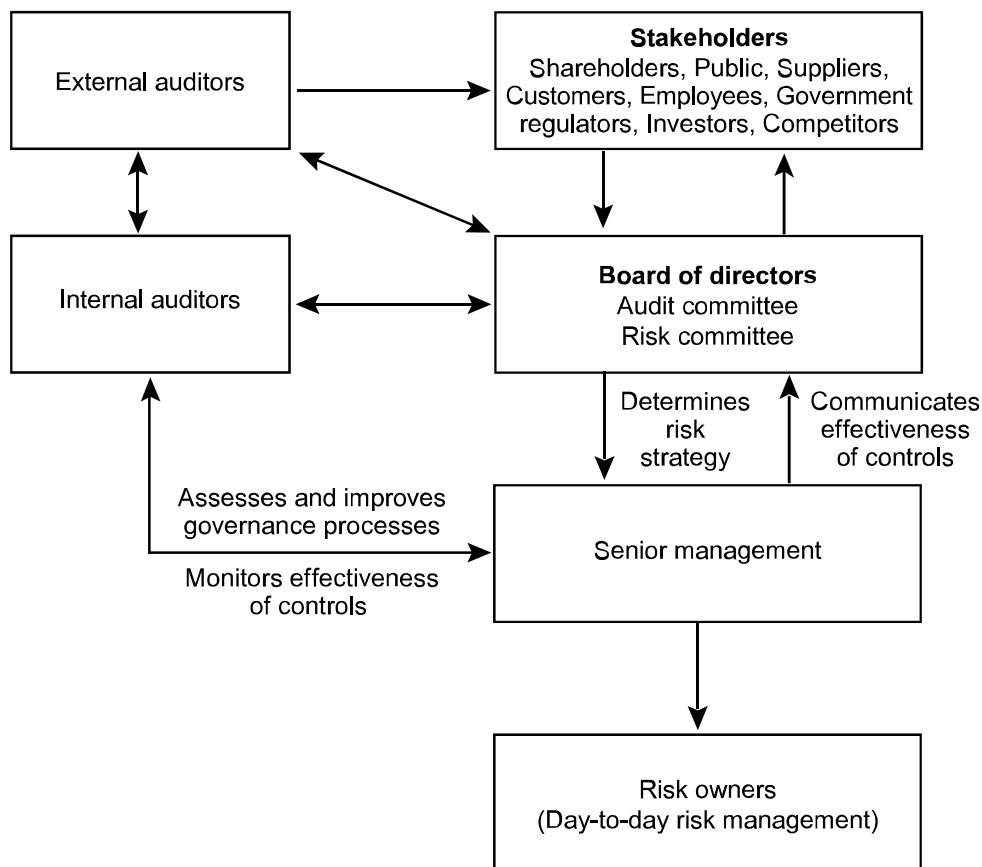 External auditors
Stakeholders
Shareholders, Public, Suppliers,
Customers, Employees, Government
regulators, Investors, Competitors
Internal auditors
Board of directors
Audit committee
Risk committee
Determines
risk
strategy
Communicates
effectiveness
of controls
Assesses and improves
governance processes
Monitors effectiveness
of controls
Senior management
Risk owners
(Day-to-day risk management)